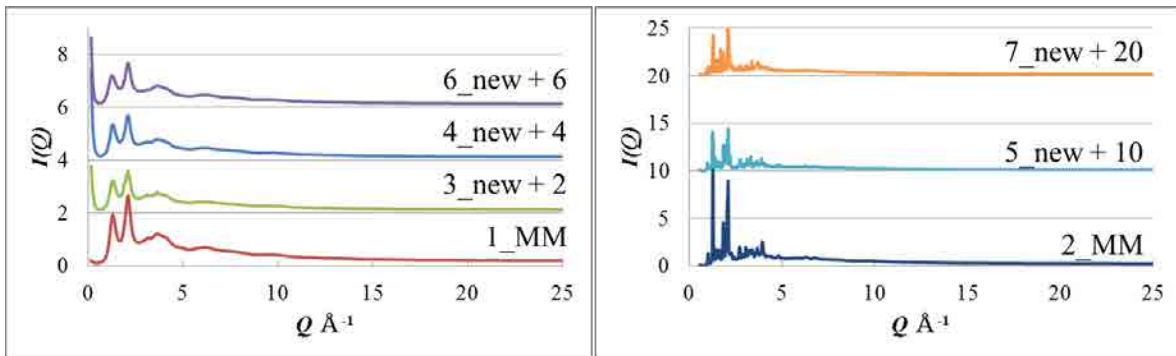 8
6_new + 6
6
4_new + 4
I(Q)
4
3_new + 2
2
1_MM
0
0 5 10 15 20 25
Q Å-1
25
7_new + 20
20
15
I(Q)
5_new + 10
10
5
2_MM
0
0 5 10 15 20 25
Q Å-1